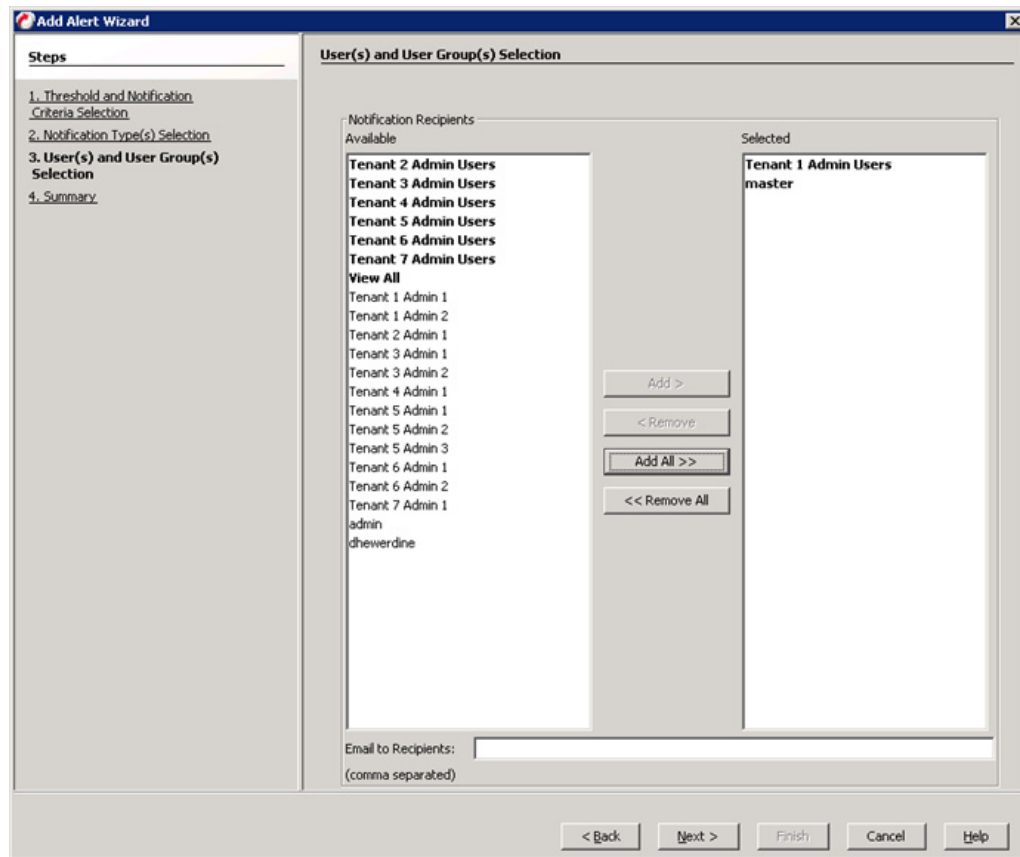 Add Alert Wizard
Steps
1. Threshold and Notification
Criteria Selection
2. Notification Type(s) Selection
3. User(s) and User Group(s)
Selection
4. Summary
User(s) and User Group(s) Selection
Notification Recipients
Available
Tenant 2 Admin Users
Tenant 3 Admin Users
Tenant 4 Admin Users
Tenant 5 Admin Users
Tenant 6 Admin Users
Tenant 7 Admin Users
View All
Tenant 1 Admin 1
Tenant 1 Admin 2
Tenant 2 Admin 1
Tenant 3 Admin 1
Tenant 3 Admin 2
Tenant 4 Admin 1
Tenant 5 Admin 1
Tenant 5 Admin 2
Tenant 5 Admin 3
Tenant 6 Admin 1
Tenant 6 Admin 2
Tenant 7 Admin 1
admin
dhewerdine
Add >
< Remove
Add All >>
<< Remove All
Selected
Tenant 1 Admin Users
master
Email to Recipients:
(comma separated)
< Back
Next >
Finish
Cancel
Help